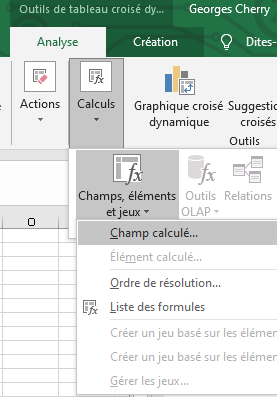 Outils de tableau croisé dy...
Georges Cherry
Analyse
Création
Dites-
Actions
Calculs
Graphique croisé
dynamique
Suggestion
croisés
Outils
Champs, éléments
et jeux
Outils
OLAP
Relations
Champ calculé...
Élément calculé...
Ordre de résolution...
Liste des formules
Créer un jeu basé sur les élémen
Créer un jeu basé sur les élémen
Gérer les jeux...